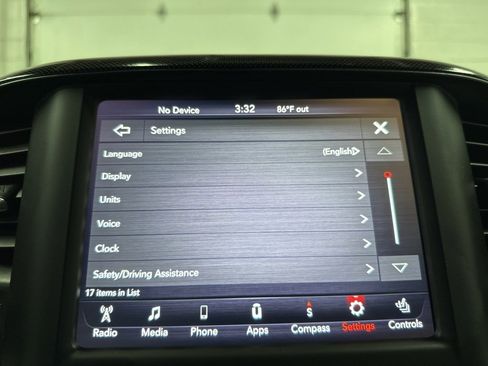 No Device 3:32 86°F out
Settings
Language (English)
Display
Units
Voice
Clock
Safety/Driving Assistance
17 items in List
S
Radio Media Phone Apps Compass Settings Controls